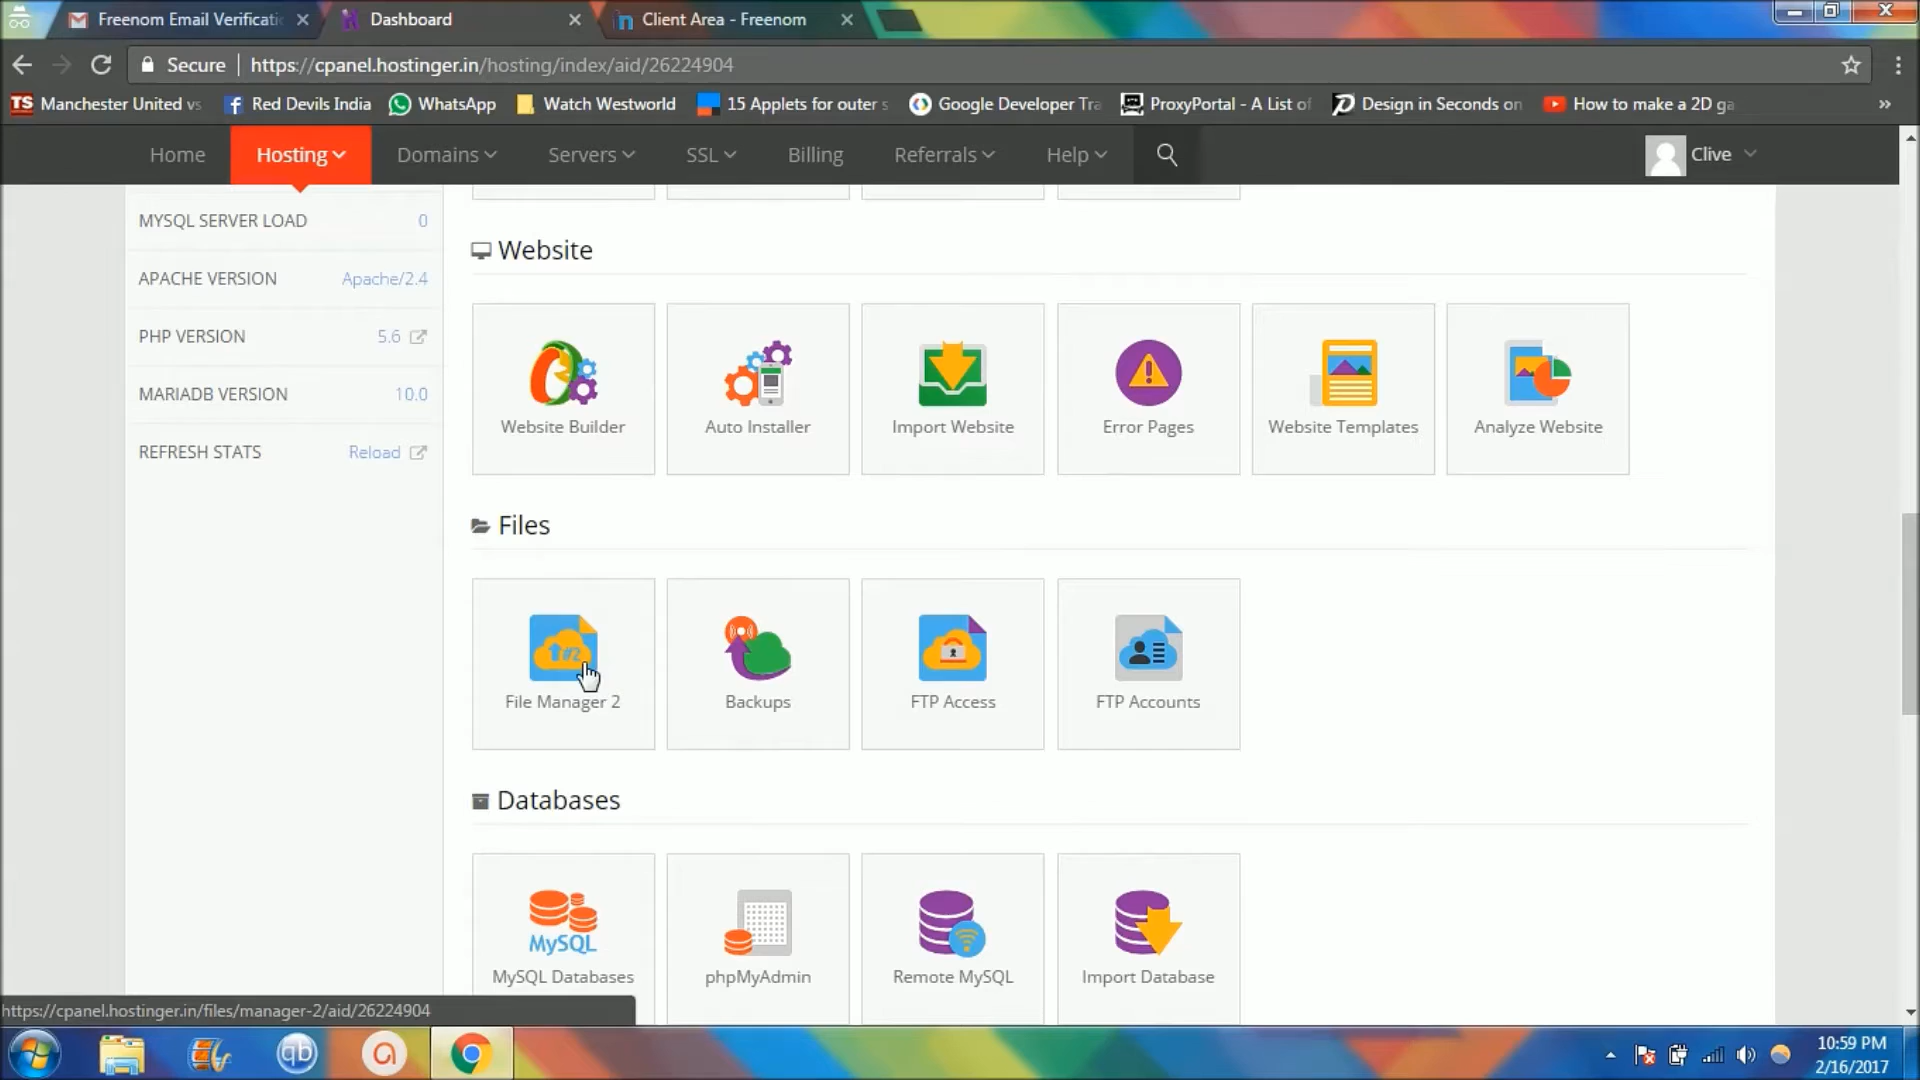 Freenom Email Verificati
Dashboard
Client Area - Freenom
Secure
https://cpanel.hostinger.in/hosting/index/aid/26224904
TS Manchester United vs
Red Devils India
WhatsApp
Watch Westworld
15 Applets for outer s
Google Developer Tra
ProxyPortal - A List of
Design in Seconds on
How to make a 2D ga
Home
Hosting
Domains
Servers
SSL
Billing
Referrals
Help
Clive
MYSQL SERVER LOAD 0
APACHE VERSION Apache/2.4
PHP VERSION 5.6
MARIADB VERSION 10.0
REFRESH STATS Reload
Website
Website Builder
Auto Installer
Import Website
Error Pages
Website Templates
Analyze Website
Files
#2
File Manager 2
Backups
FTP Access
FTP Accounts
Databases
MySQL
MySQL Databases
phpMyAdmin
Remote MySQL
Import Database
https://cpanel.hostinger.in/files/manager-2/aid/26224904
qb
a
10:59 PM
2/16/2017